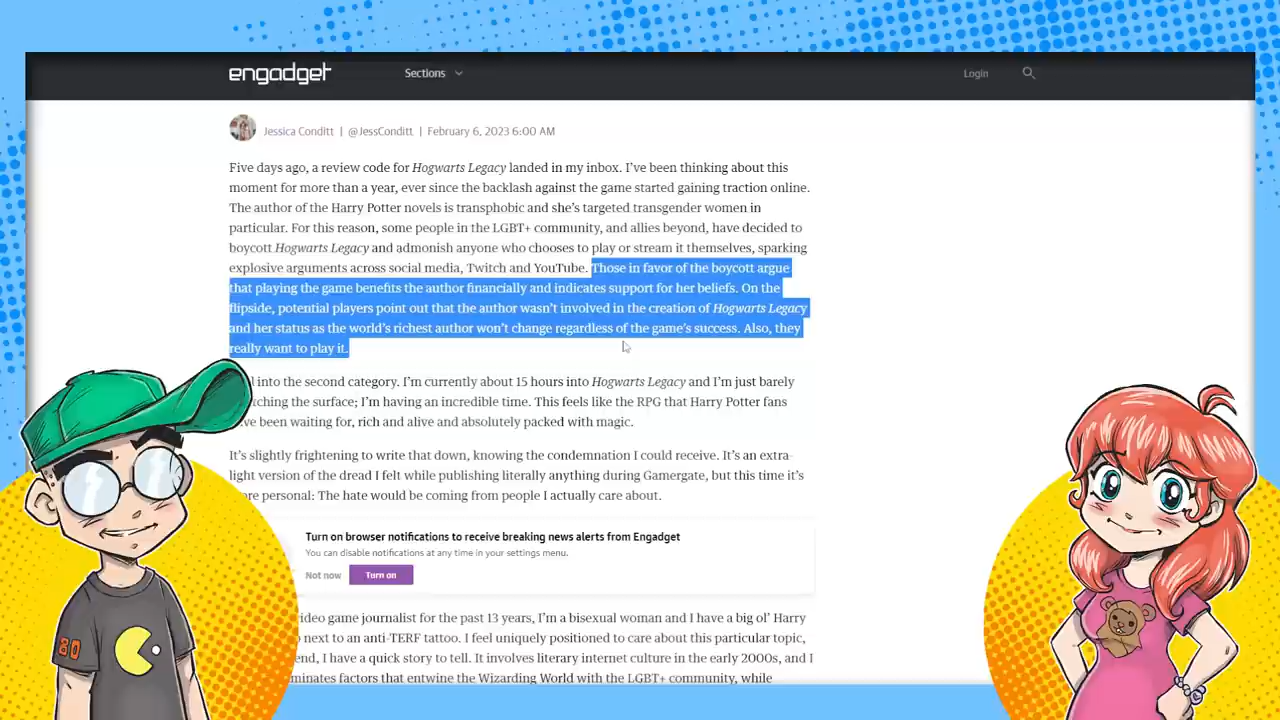 engadget
Sections
Login
Jessica Conditt | @JessConditt | February 6, 2023 6:00 AM
Five days ago, a review code for Hogwarts Legacy landed in my inbox. I've been thinking about this
moment for more than a year, ever since the backlash against the game started gaining traction online.
The author of the Harry Potter novels is transphobic and she's targeted transgender women in
particular. For this reason, some people in the LGBT+ community, and allies beyond, have decided to
boycott Hogwarts Legacy and admonish anyone who chooses to play or stream it themselves, sparking
explosive arguments across social media, Twitch and YouTube. Those in favor of the boycott argue
that playing the game benefits the author financially and indicates support for her beliefs. On the
flipside, potential players point out that the author wasn't involved in the creation of Hogwarts Legacy
and her status as the world's richest author won't change regardless of the game's success. Also, they
really want to play it.
into the second category. I'm currently about 15 hours into Hogwarts Legacy and I'm just barely
the surface; I'm having an incredible time. This feels like the RPG that Harry Potter fans
been waiting for, rich and alive and absolutely packed with magic.
It's slightly frightening to write that down, knowing the condemnation I could receive. It's an extra-
light version of the dread I felt while publishing literally anything during Gamergate, but this time it's
personal: The hate would be coming from people I actually care about.
Turn on browser notifications to receive breaking news alerts from Engadget
You can disable notifications at any time in your settings menu.
Not now
Turn on
video game journalist for the past 13 years, I'm a bisexual woman and I have a big ol' Harry
next to an anti-TERF tattoo. I feel uniquely positioned to care about this particular topic,
I have a quick story to tell. It involves literary internet culture in the early 2000s, and I
factors that entwine the Wizarding World with the LGBT+ community, while
80